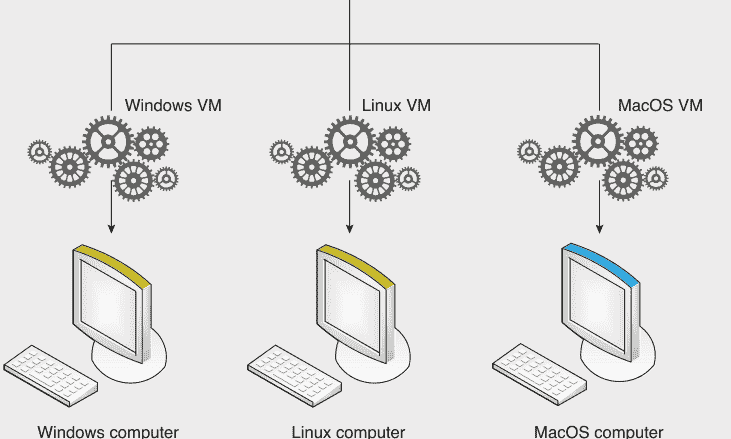 Windows VM
Linux VM
MacOS VM
Windows computer
Linux computer
MacOS computer